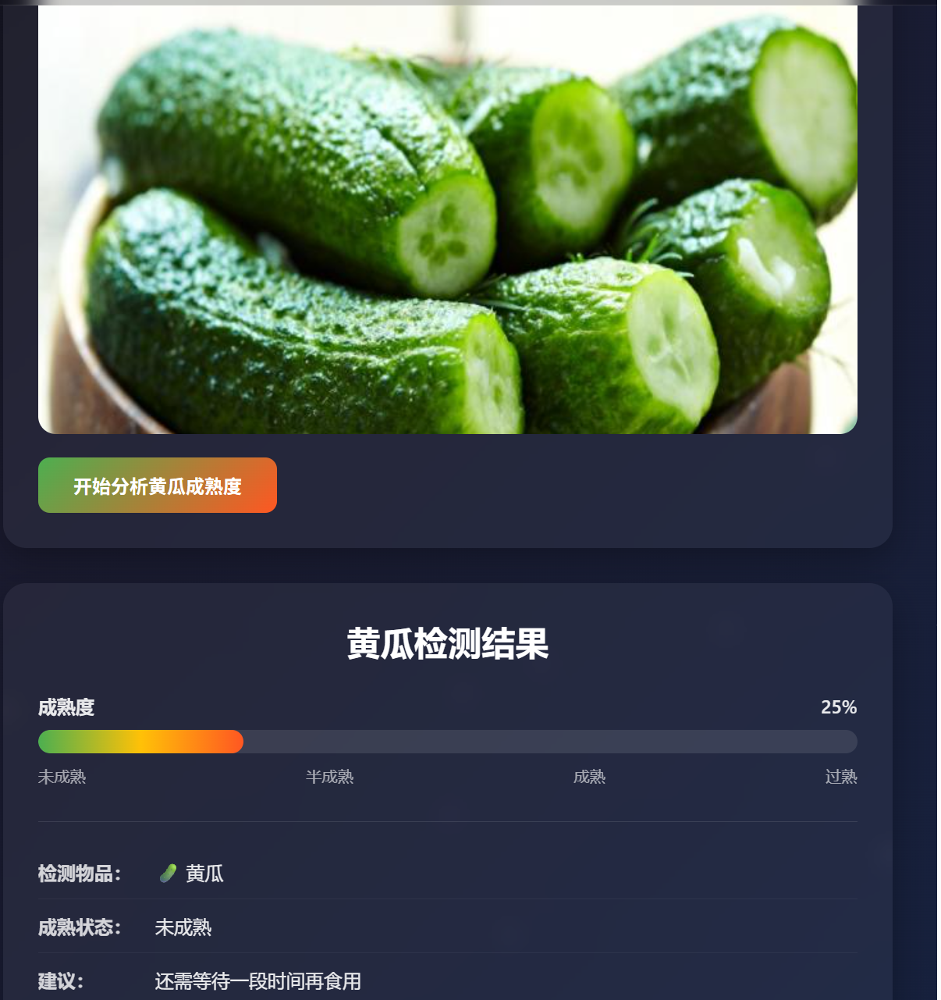 开始分析黄瓜成熟度
黄瓜检测结果
成熟度 25%
未成熟 半成熟 成熟 过熟
检测物品： 黄瓜
成熟状态： 未成熟
建议： 还需等待一段时间再食用